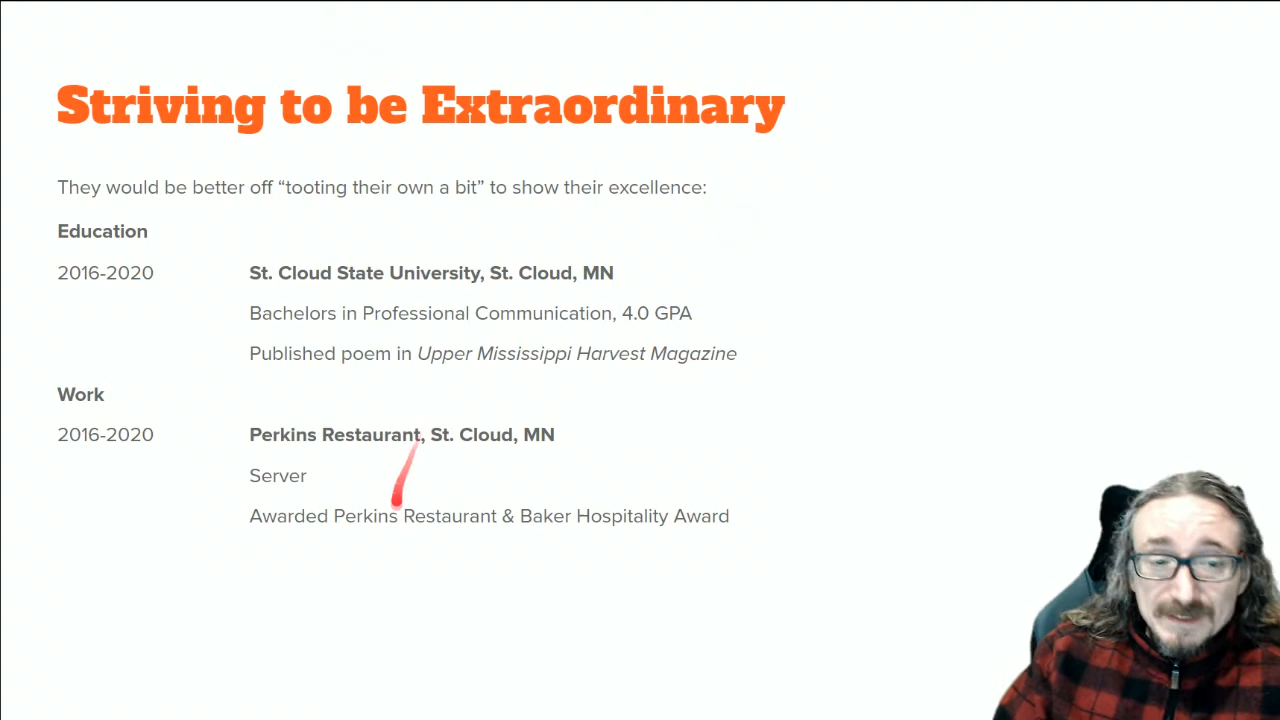 Striving to be Extraordinary
They would be better off “tooting their own a bit” to show their excellence:
Education
2016-2020 St. Cloud State University, St. Cloud, MN
Bachelors in Professional Communication, 4.0 GPA
Published poem in Upper Mississippi Harvest Magazine
Work
2016-2020 Perkins Restaurant, St. Cloud, MN
Server
Awarded Perkins Restaurant & Baker Hospitality Award